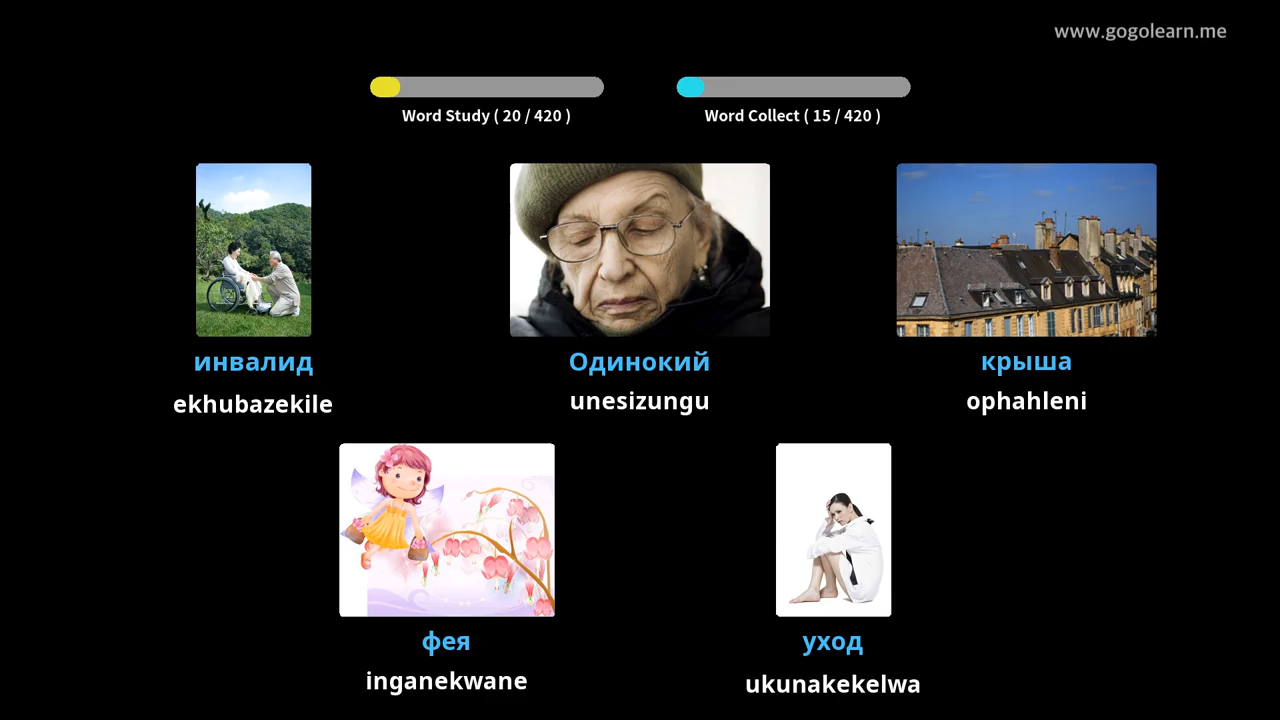 www.gogolearn.me
Word Study ( 20 / 420 )
Word Collect ( 15 / 420 )
инвалид
ekhubazekile
Одинокий
unesizungu
крыша
ophahleni
фея
inganekwane
уход
ukunakekelwa